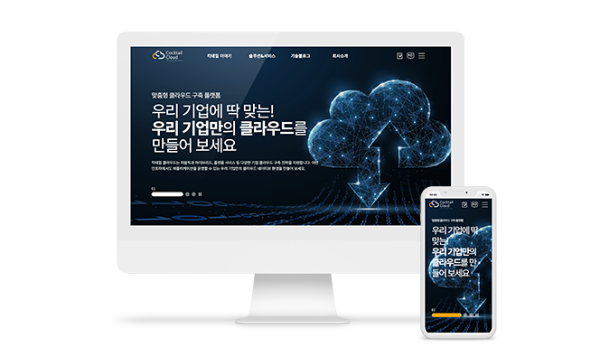 Cocktail
Cloud
칵테일 이야기
솔루션&서비스
기술블로그
회사소개
맞춤형 클라우드 구축 플랫폼
우리 기업에 딱 맞는!
우리 기업만의 클라우드를
만들어 보세요
01
Cocktail
Cloud
맞춤형 클라우드 구축 플랫폼
우리 기업에 딱
맞는!
우리 기업만의
클라우드를 만
들어 보세요